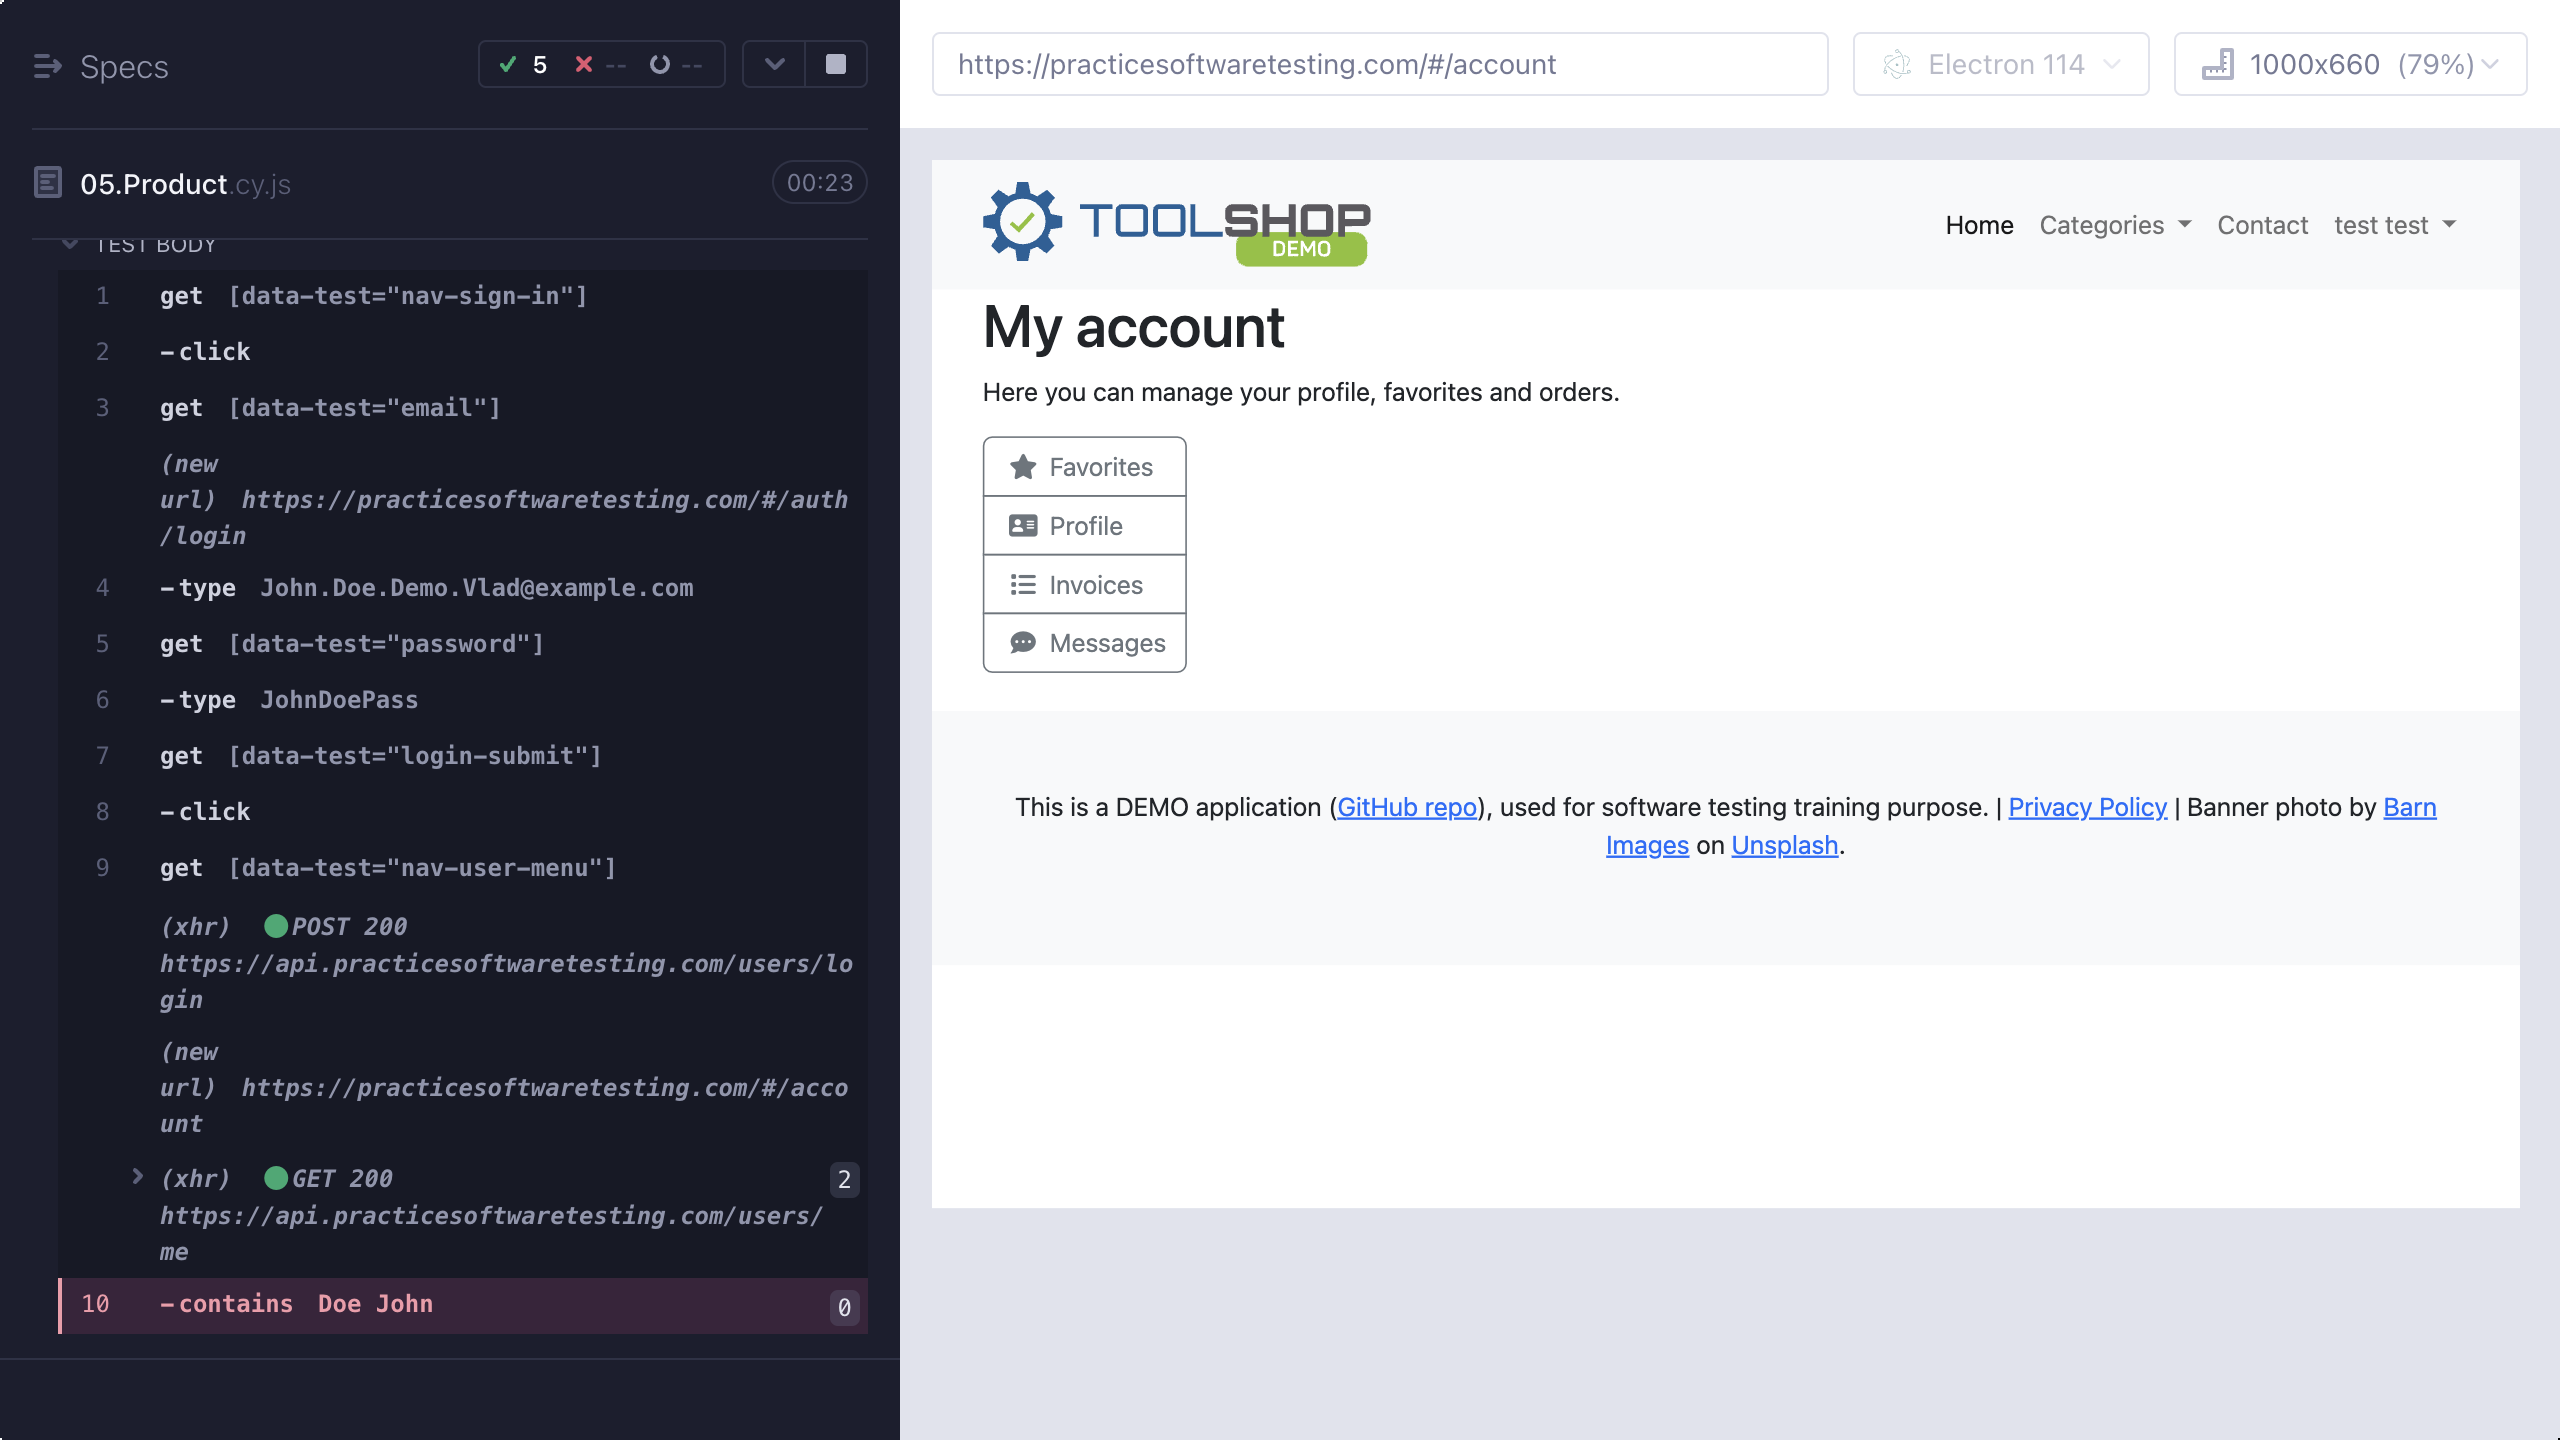 Specs
5 -- --
05.Product.cy.js 00:23
TEST BODY
1 get [data-test="nav-sign-in"]
2 -click
3 get [data-test="email"]
(new
url) https://practicesoftwaretesting.com/#/auth
/login
4 -type John.Doe.Demo.Vlad@example.com
5 get [data-test="password"]
6 -type JohnDoePass
7 get [data-test="login-submit"]
8 -click
9 get [data-test="nav-user-menu"]
(xhr) POST 200
https://api.practicesoftwaretesting.com/users/lo
gin
(new
url) https://practicesoftwaretesting.com/#/acco
unt
(xhr) GET 200 2
https://api.practicesoftwaretesting.com/users/
me
10 -contains Doe John 0
https://practicesoftwaretesting.com/#/account
Electron 114
1000x660 (79%)
TOOLSHOP
DEMO
Home Categories Contact test test
My account
Here you can manage your profile, favorites and orders.
Favorites
Profile
Invoices
Messages
This is a DEMO application (GitHub repo), used for software testing training purpose. | Privacy Policy | Banner photo by Barn
Images on Unsplash.